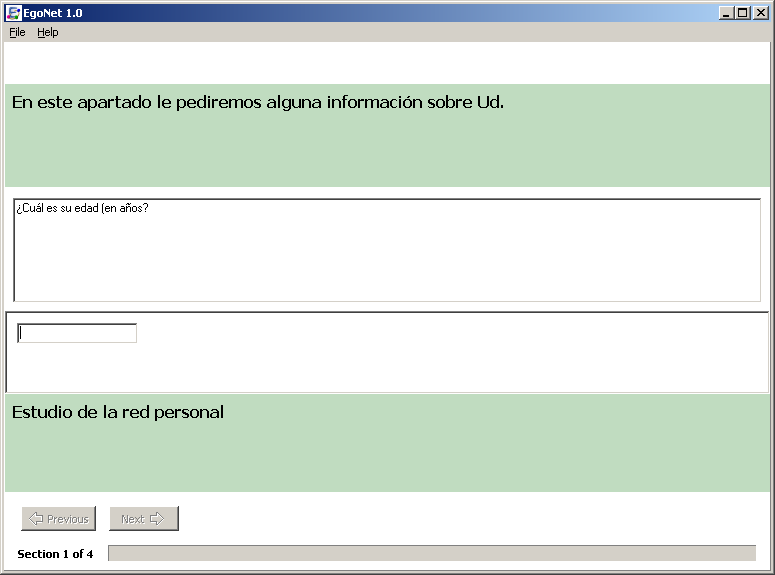 EgoNet 1.0
File Help
En este apartado le pediremos alguna información sobre Ud.
¿Cuál es su edad (en años?
Estudio de la red personal
Previous Next
Section 1 of 4